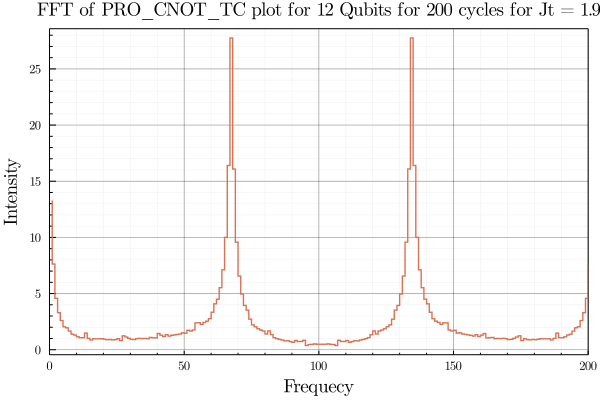 FFT of PRO_CNOT_TC plot for 12 Qubits for 200 cycles for Jt = 1.9
25
20
15
10
5
0
Intensity
0 50 100 150 200
Frequecy